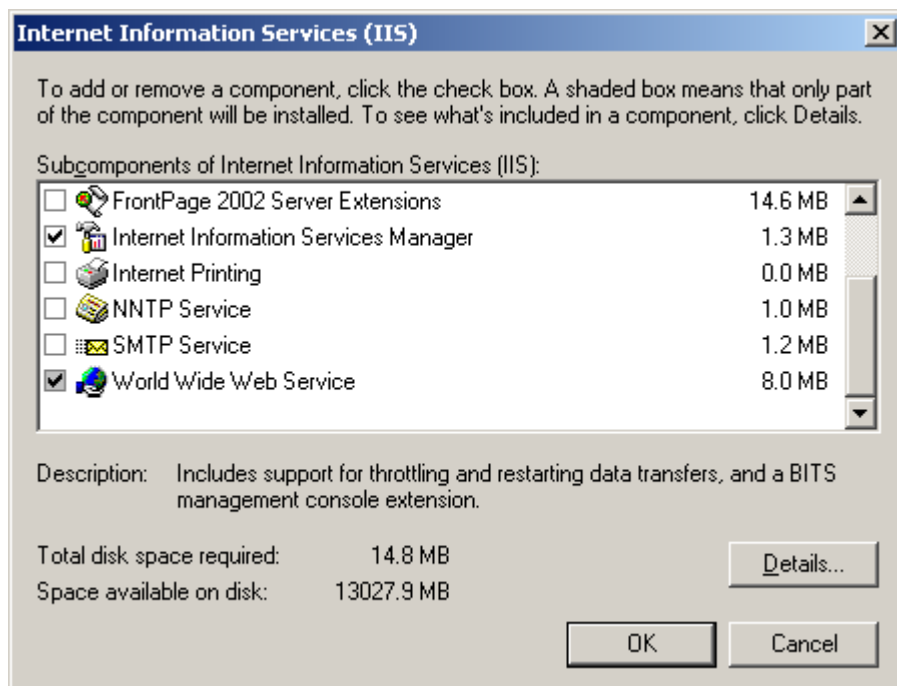 Internet Information Services (IIS)
To add or remove a component, click the check box. A shaded box means that only part
of the component will be installed. To see what's included in a component, click Details.
Subcomponents of Internet Information Services (IIS):
FrontPage 2002 Server Extensions 14.6 MB
Internet Information Services Manager 1.3 MB
Internet Printing 0.0 MB
NNTP Service 1.0 MB
SMTP Service 1.2 MB
World Wide Web Service 8.0 MB
Description: Includes support for throttling and restarting data transfers, and a BITS
management console extension.
Total disk space required: 14.8 MB
Details...
Space available on disk: 13027.9 MB
OK Cancel